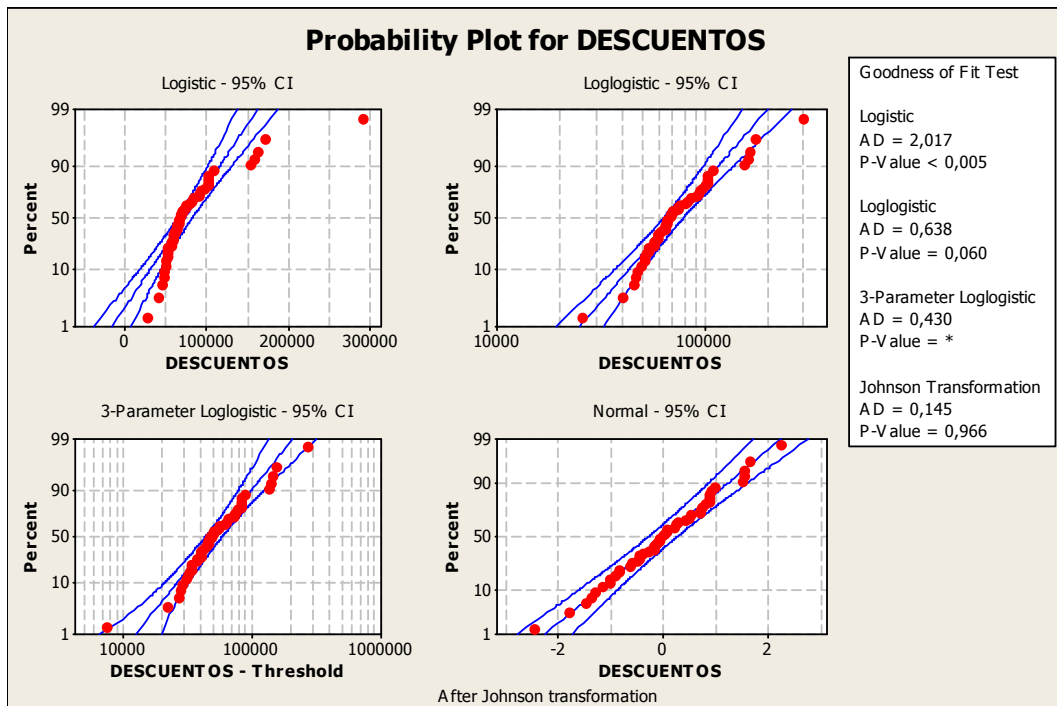 Probability Plot for DESCUENTOS
Logistic - 95% CI
Percent
99
90
50
10
1
0
100000
200000
300000
DESCUENTOS
Loglogistic - 95% CI
Percent
99
90
50
10
1
10000
100000
DESCUENTOS
3-Parameter Loglogistic - 95% CI
Percent
99
90
50
10
1
10000
100000
1000000
DESCUENTOS - Threshold
Normal - 95% CI
Percent
99
90
50
10
1
-2
0
2
DESCUENTOS
After Johnson transformation
Goodness of Fit Test
Logistic
AD = 2,017
P-Value < 0,005
Loglogistic
AD = 0,638
P-Value = 0,060
3-Parameter Loglogistic
AD = 0,430
P-Value = *
Johnson Transformation
AD = 0,145
P-Value = 0,966